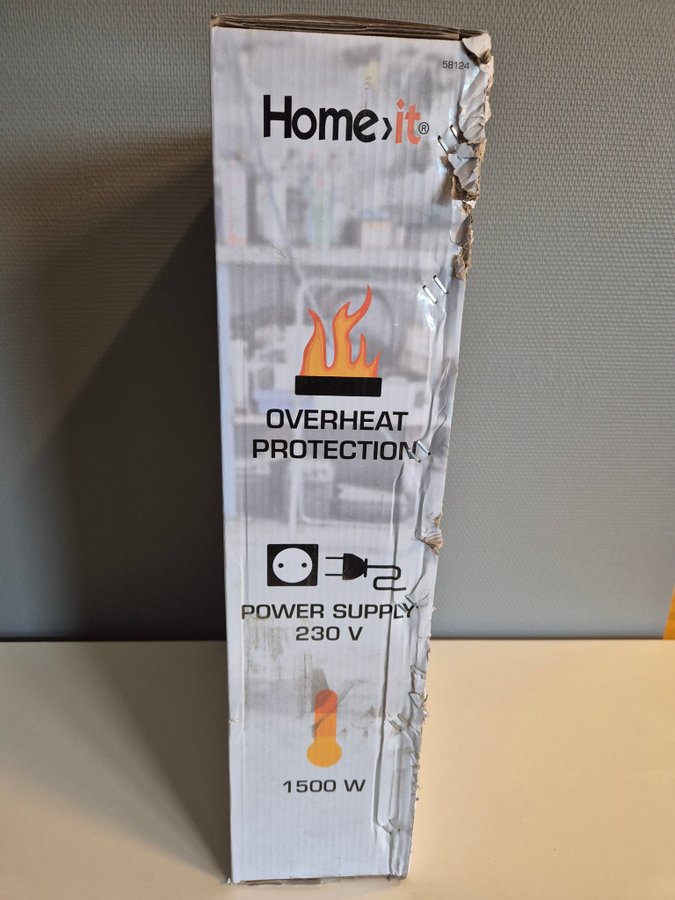 58124
Home›it®
OVERHEAT
PROTECTION
POWER SUPPLY
230 V
1500 W